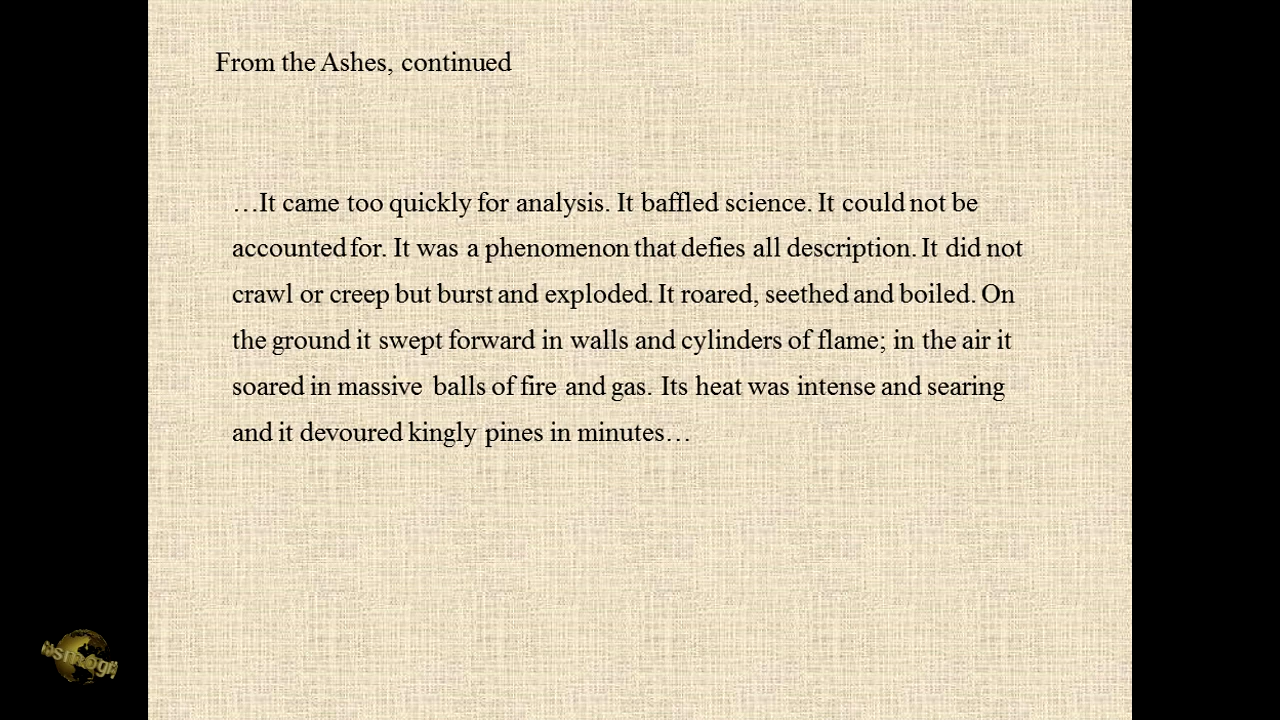 From the Ashes, continued
…It came too quickly for analysis. It baffled science. It could not be
accounted for. It was a phenomenon that defies all description. It did not
crawl or creep but burst and exploded. It roared, seethed and boiled. On
the ground it swept forward in walls and cylinders of flame; in the air it
soared in massive balls of fire and gas. Its heat was intense and searing
and it devoured kingly pines in minutes…